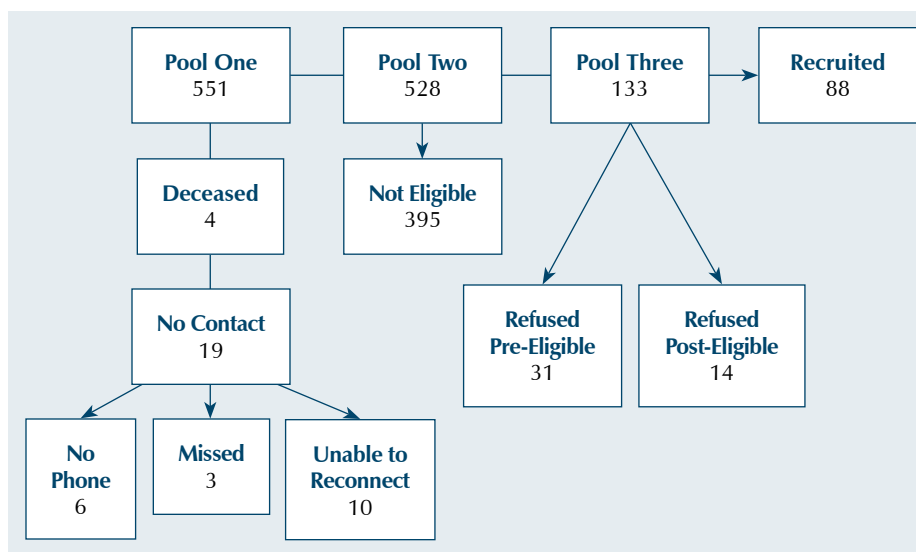 Pool One
551
Pool Two
528
Pool Three
133
Recruited
88
Deceased
4
Not Eligible
395
No Contact
19
Refused
Pre-Eligible
31
Refused
Post-Eligible
14
No
Phone
6
Missed
3
Unable to
Reconnect
10